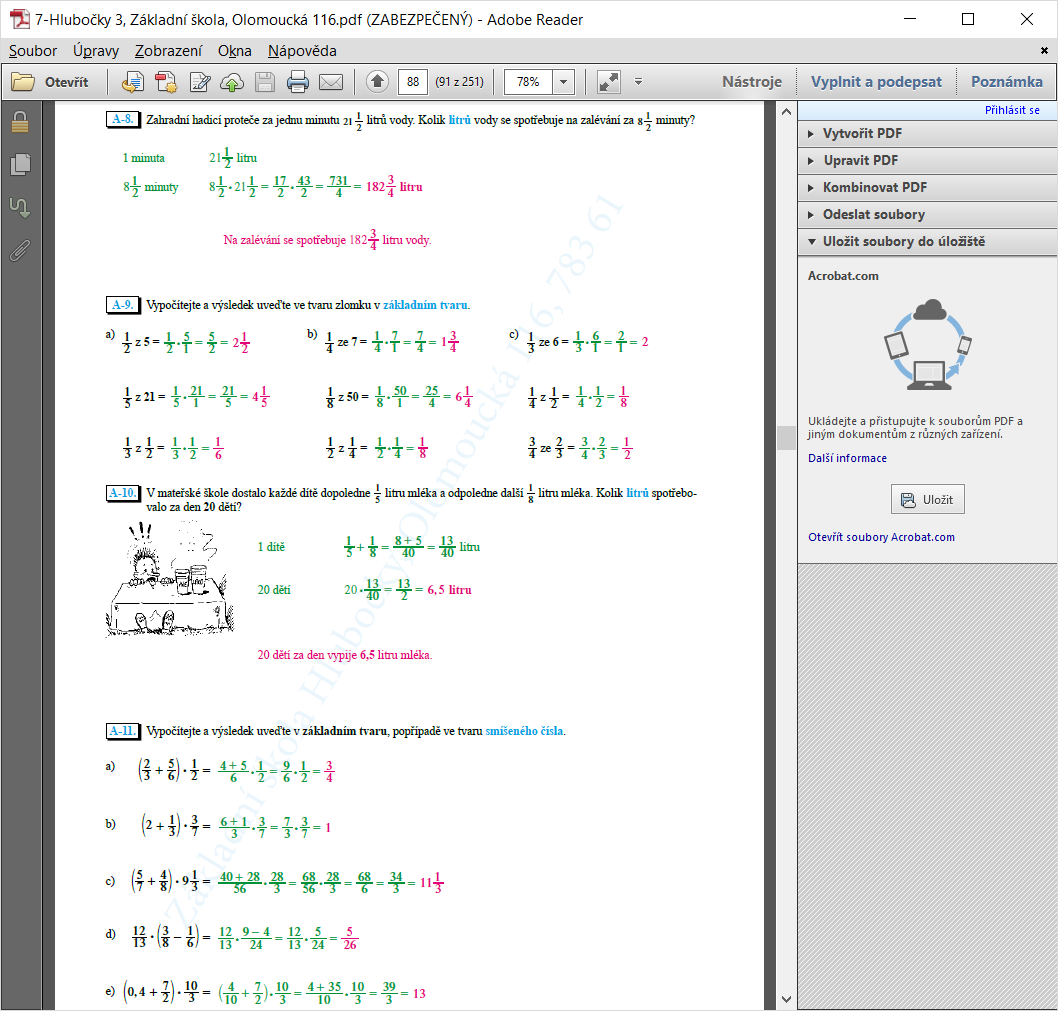 7-Hlubočky 3, Základní škola, Olomoucká 116.pdf (ZABEZPEČENÝ) - Adobe Reader
Soubor Úpravy Zobrazení Okna Nápověda
Otevřít 88 (91 z 251) 78% Nástroje Vyplnit a podepsat Poznámka
A-8. Zahradní hadicí proteče za jednu minutu 21 1/2 litrů vody. Kolik litrů vody se spotřebuje na zalévání za 8 1/2 minuty?
1 minuta 21 1/2 litru
8 1/2 minuty 8 1/2 · 21 1/2 = 17/2 · 43/2 = 731/4 = 182 3/4 litru
Na zalévání se spotřebuje 182 3/4 litru vody.
A-9. Vypočítejte a výsledek uveďte ve tvaru zlomku v základním tvaru.
a) 1/2 z 5 = 1/2 · 5/1 = 5/2 = 2 1/2 b) 1/4 ze 7 = 1/4 · 7/1 = 7/4 = 1 3/4 c) 1/3 ze 6 = 1/3 · 6/1 = 2/1 = 2
1/5 z 21 = 1/5 · 21/1 = 21/5 = 4 1/5 1/8 z 50 = 1/8 · 50/1 = 25/4 = 6 1/4 1/4 z 1/2 = 1/4 · 1/2 = 1/8
1/3 z 1/2 = 1/3 · 1/2 = 1/6 1/2 z 1/4 = 1/2 · 1/4 = 1/8 3/4 ze 2/3 = 3/4 · 2/3 = 1/2
A-10. V mateřské škole dostalo každé dítě dopoledne 1/5 litru mléka a odpoledne další 1/8 litru mléka. Kolik litrů spotřebo-
valo za den 20 dětí?
!!!
1 dítě 1/5 + 1/8 = 8 + 5/40 = 13/40 litru
20 dětí 20 · 13/40 = 13/2 = 6,5 litru
20 dětí za den vypije 6,5 litru mléka.
A-11. Vypočítejte a výsledek uveďte v základním tvaru, popřípadě ve tvaru smíšeného čísla.
a) (2/3 + 5/6) · 1/2 = 4 + 5/6 · 1/2 = 9/6 · 1/2 = 3/4
b) (2 + 1/3) · 3/7 = 6 + 1/3 · 3/7 = 7/3 · 3/7 = 1
c) (5/7 + 4/8) · 9 1/3 = 40 + 28/56 · 28/3 = 68/56 · 28/3 = 68/6 = 34/3 = 11 1/3
d) 12/13 · (3/8 − 1/6) = 12/13 · 9 − 4/24 = 12/13 · 5/24 = 5/26
e) (0,4 + 7/2) · 10/3 = (4/10 + 7/2) · 10/3 = 4 + 35/10 · 10/3 = 39/3 = 13
Základní škola Hlubočky, Olomoucká 116, 783 61
Přihlásit se
Vytvořit PDF
Upravit PDF
Kombinovat PDF
Odeslat soubory
Uložit soubory do úložiště
Acrobat.com
Ukládejte a přistupujte k souborům PDF a
jiným dokumentům z různých zařízení.
Další informace
Uložit
Otevřít soubory Acrobat.com